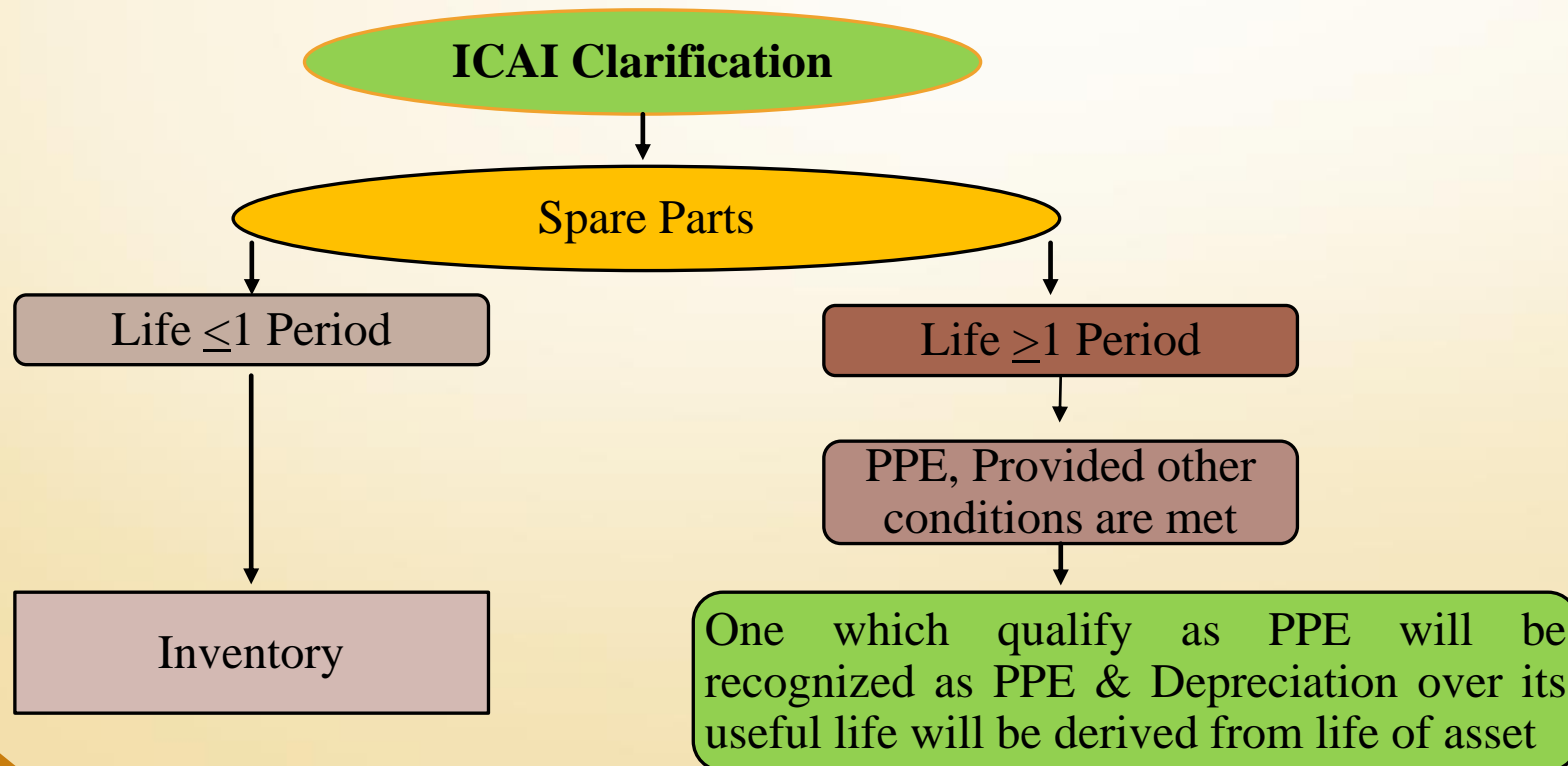 ICAI Clarification
Spare Parts
Life <1 Period
Life >1 Period
PPE, Provided other
conditions are met
Inventory
One which qualify as PPE will be
recognized as PPE & Depreciation over its
useful life will be derived from life of asset